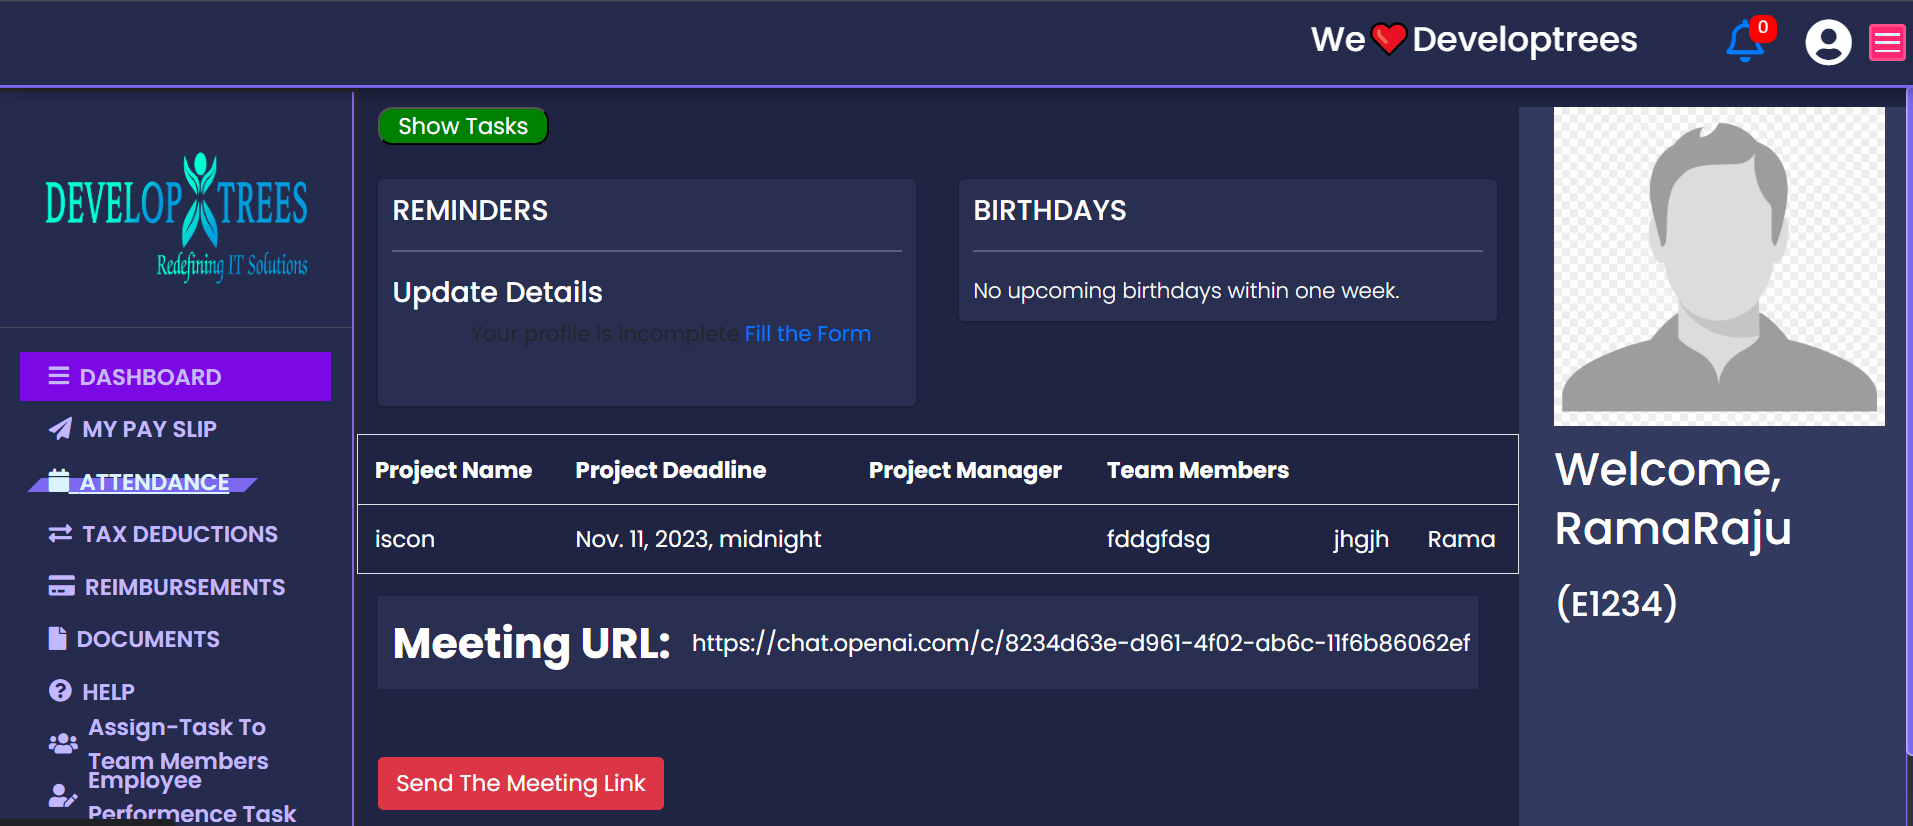 We Developtrees
0
DEVELOP TREES
Redefining IT Solutions
DASHBOARD
MY PAY SLIP
ATTENDANCE
TAX DEDUCTIONS
REIMBURSEMENTS
DOCUMENTS
HELP
Assign-Task To
Team Members
Employee
Performence Task
Show Tasks
REMINDERS
Update Details
Your profile is incomplete Fill the Form
BIRTHDAYS
No upcoming birthdays within one week.
Project Name Project Deadline Project Manager Team Members
iscon Nov. 11, 2023, midnight fddgfdsg jhgjh Rama
Meeting URL: https://chat.openai.com/c/8234d63e-d961-4f02-ab6c-11f6b86062ef
Send The Meeting Link
Welcome,
RamaRaju
(E1234)